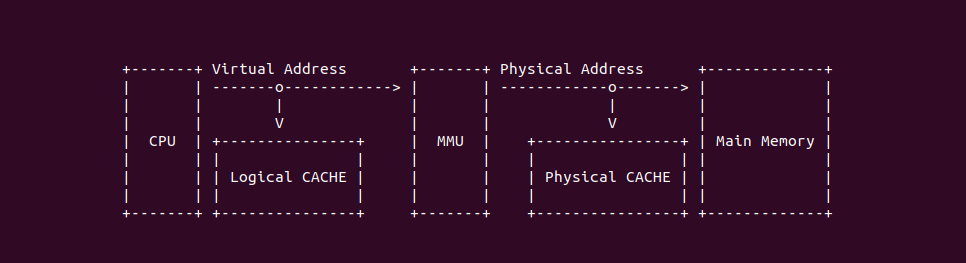 +-------+ Virtual Address       +-------+ Physical Address      +-------------+
|       | -------o------------> |       | ------------o-------> |             |
|       |        |              |       |             |         |             |
|       |        V              |       |             V         |             |
|  CPU  | +---------------+     |  MMU  |    +----------------+ | Main Memory |
|       | |               |     |       |    |                | |             |
|       | | Logical CACHE |     |       |    | Physical CACHE | |             |
|       | |               |     |       |    |                | |             |
+-------+ +---------------+     +-------+    +----------------+ +-------------+